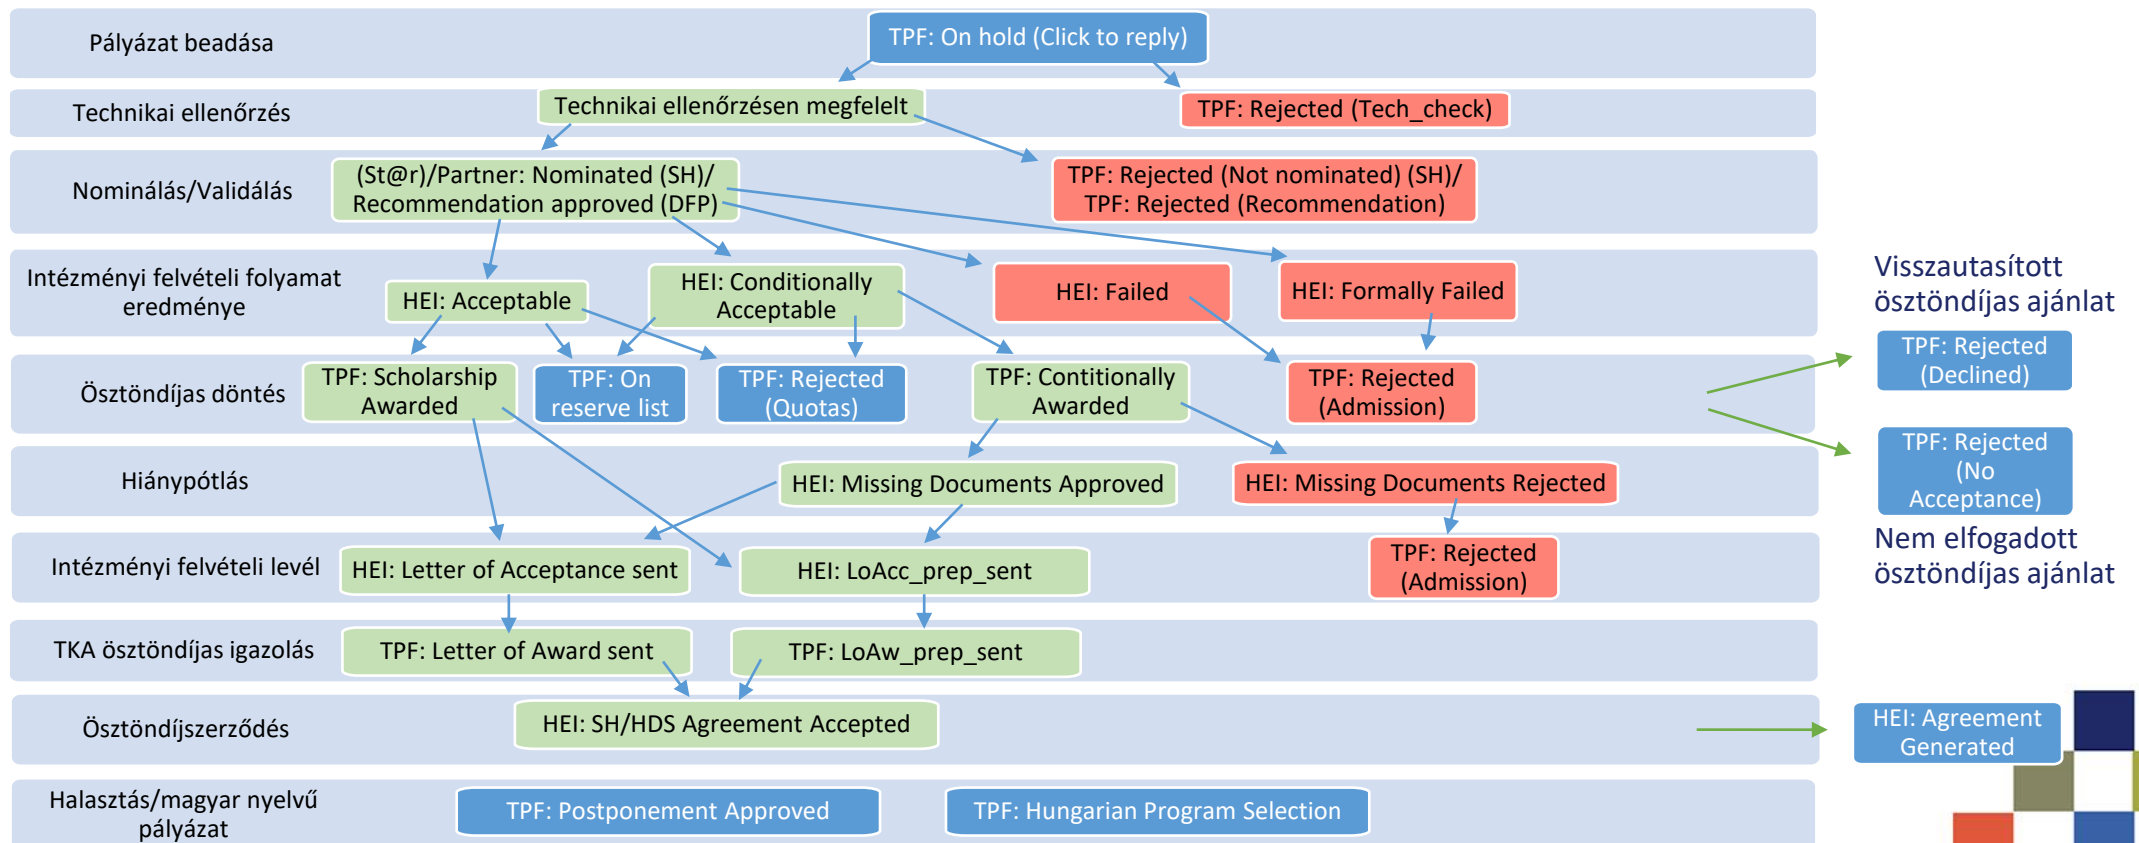 Pályázat beadása
TPF: On hold (Click to reply)
Technikai ellenőrzés
Technikai ellenőrzésen megfelelt
TPF: Rejected (Tech_check)
Nominálás/Validálás
(St@r)/Partner: Nominated (SH)/
Recommendation approved (DFP)
TPF: Rejected (Not nominated) (SH)/
TPF: Rejected (Recommendation)
Intézményi felvételi folyamat
eredménye
HEI: Acceptable
HEI: Conditionally
Acceptable
HEI: Failed
HEI: Formally Failed
Visszautasított
ösztöndíjas ajánlat
Ösztöndíjas döntés
TPF: Scholarship
Awarded
TPF: On
reserve list
TPF: Rejected
(Quotas)
TPF: Contitionally
Awarded
TPF: Rejected
(Admission)
TPF: Rejected
(Declined)
Hiánypótlás
HEI: Missing Documents Approved
HEI: Missing Documents Rejected
TPF: Rejected
(No
Acceptance)
Nem elfogadott
ösztöndíjas ajánlat
Intézményi felvételi levél
HEI: Letter of Acceptance sent
HEI: LoAcc_prep_sent
TPF: Rejected
(Admission)
TKA ösztöndíjas igazolás
TPF: Letter of Award sent
TPF: LoAw_prep_sent
Ösztöndíjszerződés
HEI: SH/HDS Agreement Accepted
HEI: Agreement
Generated
Halasztás/magyar nyelvű
pályázat
TPF: Postponement Approved
TPF: Hungarian Program Selection